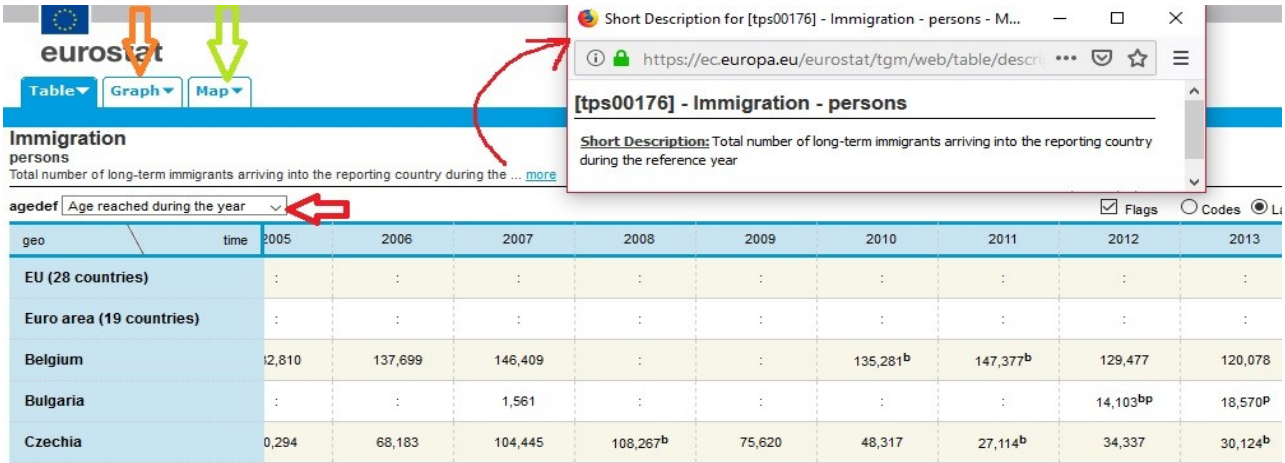 eurostat
Table Graph Map
Immigration
persons
Total number of long-term immigrants arriving into the reporting country during the ... more
Short Description for [tps00176] - Immigration - persons - M...
https://ec.europa.eu/eurostat/tgm/web/table/descri
[tps00176] - Immigration - persons
Short Description: Total number of long-term immigrants arriving into the reporting country
during the reference year
agedef Age reached during the year Flags Codes
geo time 2005 2006 2007 2008 2009 2010 2011 2012 2013
EU (28 countries) : : : : : : : : :
Euro area (19 countries) : : : : : : : : :
Belgium 32,810 137,699 146,409 : : 135,281b 147,377b 129,477 120,078
Bulgaria : : 1,561 : : : : 14,103bp 18,570p
Czechia 0,294 68,183 104,445 108,267b 75,620 48,317 27,114b 34,337 30,124b